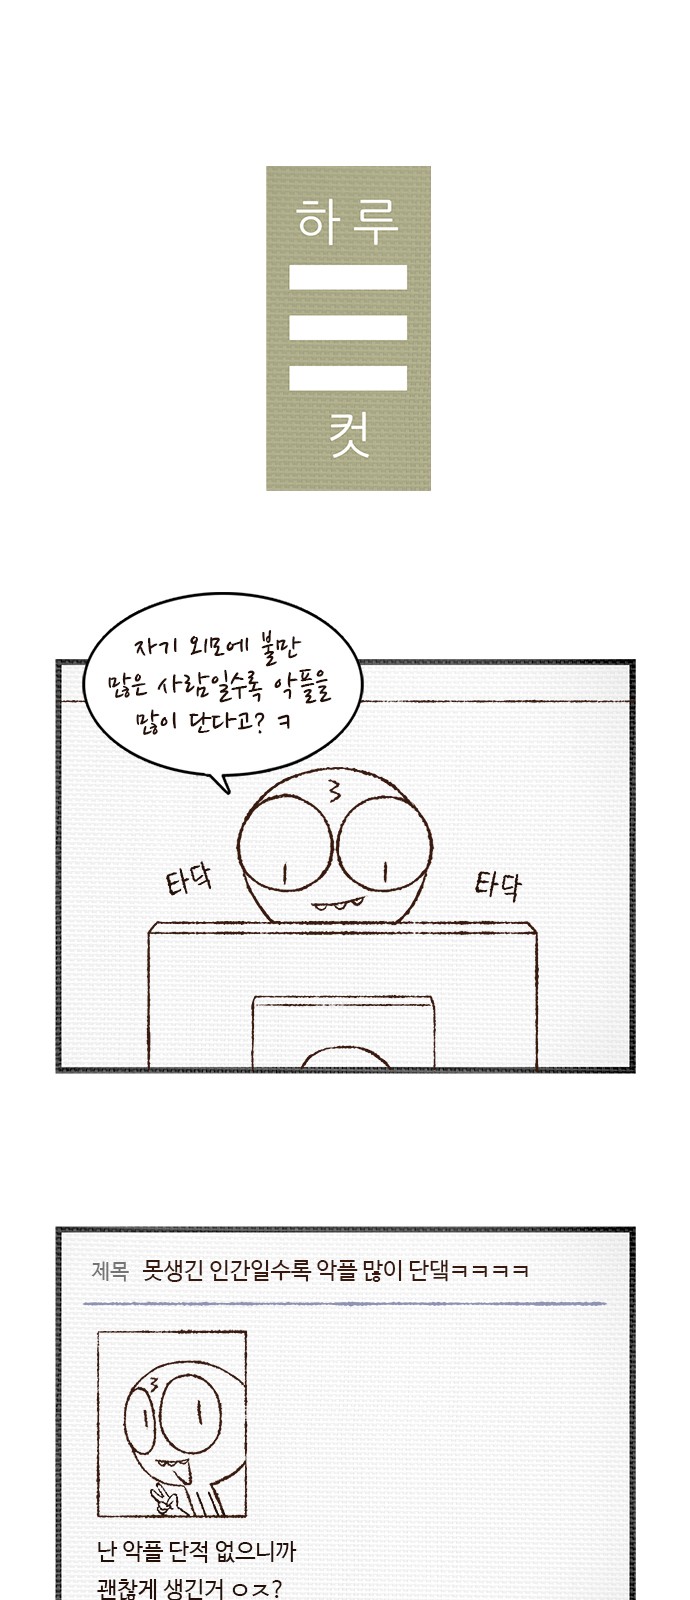 하루
컷
자기 외모에 불만
많은 사람일수록 악플을
많이 단다고? ㅋ
타닥
타닥
제목 못생긴 인간일수록 악플 많이 단댘ㅋㅋㅋㅋ
난 악플 단적 없으니까
괜찮게 생긴거 ㅇㅈ?